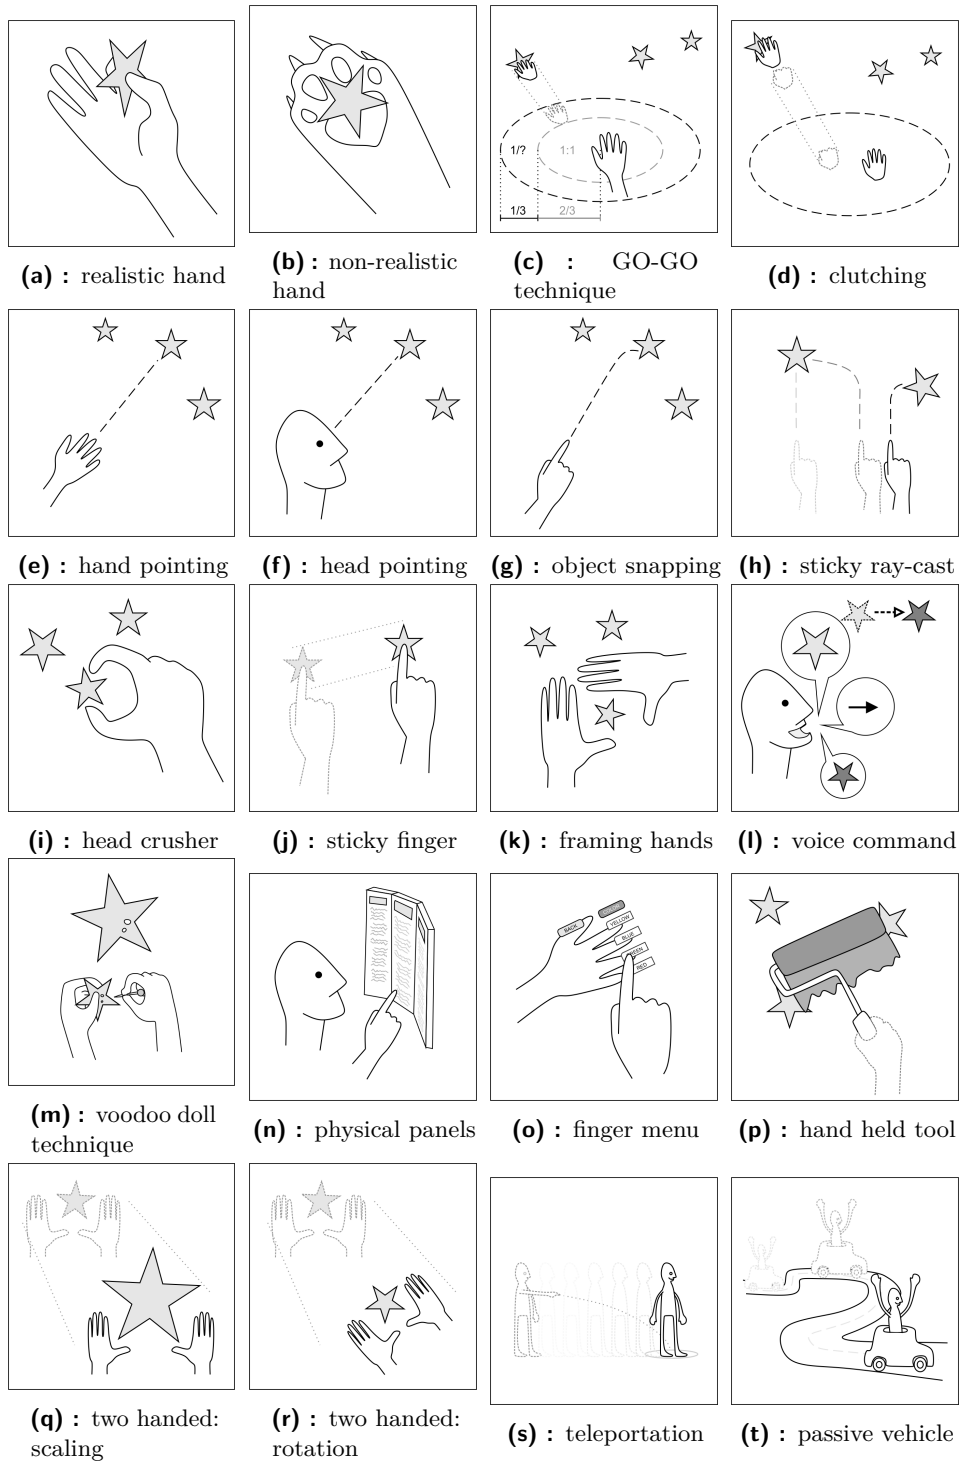 1/?
1:1
1/3
2/3
(a) : realistic hand
(b) : non-realistic
hand
(c) : GO-GO
technique
(d) : clutching
(e) : hand pointing
(f) : head pointing
(g) : object snapping
(h) : sticky ray-cast
(i) : head crusher
(j) : sticky finger
(k) : framing hands
(l) : voice command
BACK
YELLOW
BLUE
RED
(m) : voodoo doll
technique
(n) : physical panels
(o) : finger menu
(p) : hand held tool
(q) : two handed:
scaling
(r) : two handed:
rotation
(s) : teleportation
(t) : passive vehicle